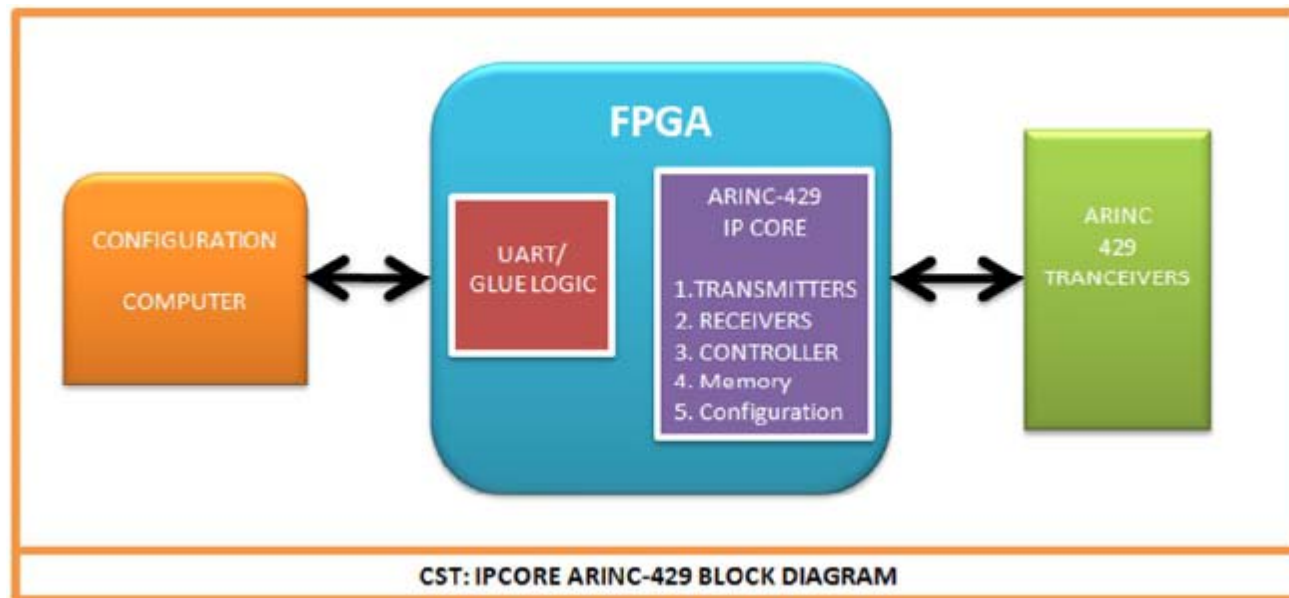 FPGA
CONFIGURATION
COMPUTER
UART/
GLUE LOGIC
ARINC-429
IP CORE
1.TRANSMITTERS
2. RECEIVERS
3. CONTROLLER
4. Memory
5. Configuration
ARINC
429
TRANCEIVERS
CST: IPCORE ARINC-429 BLOCK DIAGRAM